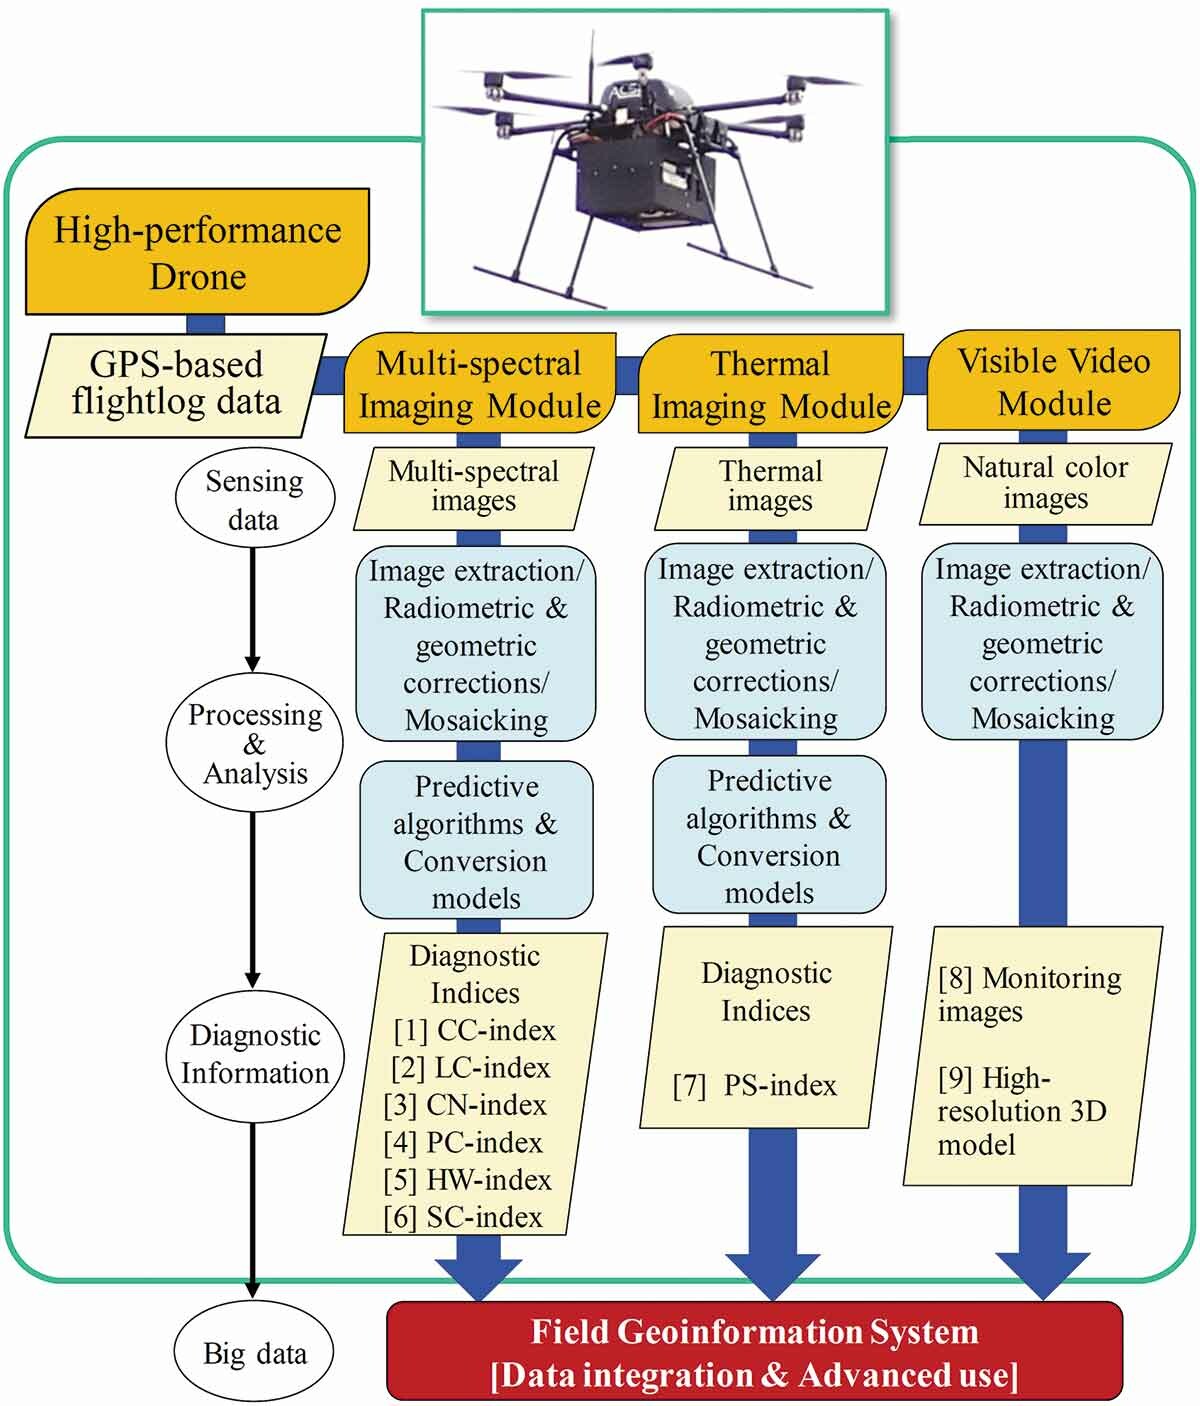 High-performance
Drone
GPS-based
flightlog data
Multi-spectral
Imaging Module
Thermal
Imaging Module
Visible Video
Module
Sensing
data
Multi-spectral
images
Thermal
images
Natural color
images
Image extraction/
Radiometric &
geometric
corrections/
Mosaicking
Image extraction/
Radiometric &
geometric
corrections/
Mosaicking
Image extraction/
Radiometric &
geometric
corrections/
Mosaicking
Processing
&
Analysis
Predictive
algorithms &
Conversion
models
Predictive
algorithms &
Conversion
models
Diagnostic
Information
Diagnostic
Indices
[1] CC-index
[2] LC-index
[3] CN-index
[4] PC-index
[5] HW-index
[6] SC-index
Diagnostic
Indices
[7] PS-index
[8] Monitoring
images
[9] High-
resolution 3D
model
Big data
Field Geoinformation System
[Data integration & Advanced use]